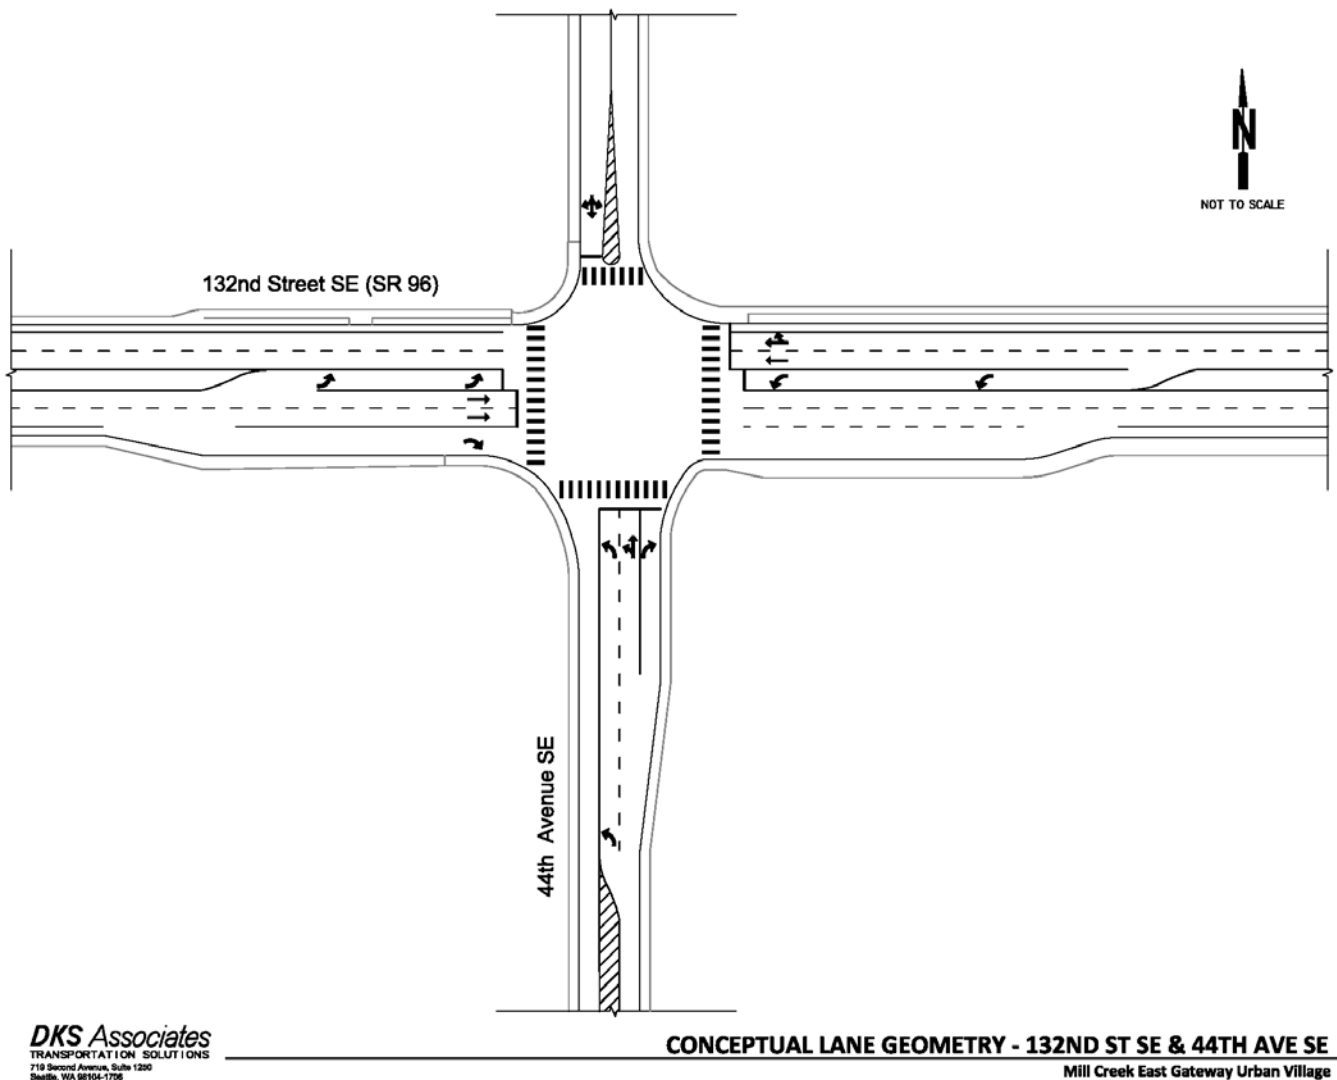 N
NOT TO SCALE
132nd Street SE (SR 96)
44th Avenue SE
DKS Associates
TRANSPORTATION SOLUTIONS
719 Second Avenue, Suite 1250
Seattle, WA 98104-1706
CONCEPTUAL LANE GEOMETRY - 132ND ST SE & 44TH AVE SE
Mill Creek East Gateway Urban Village